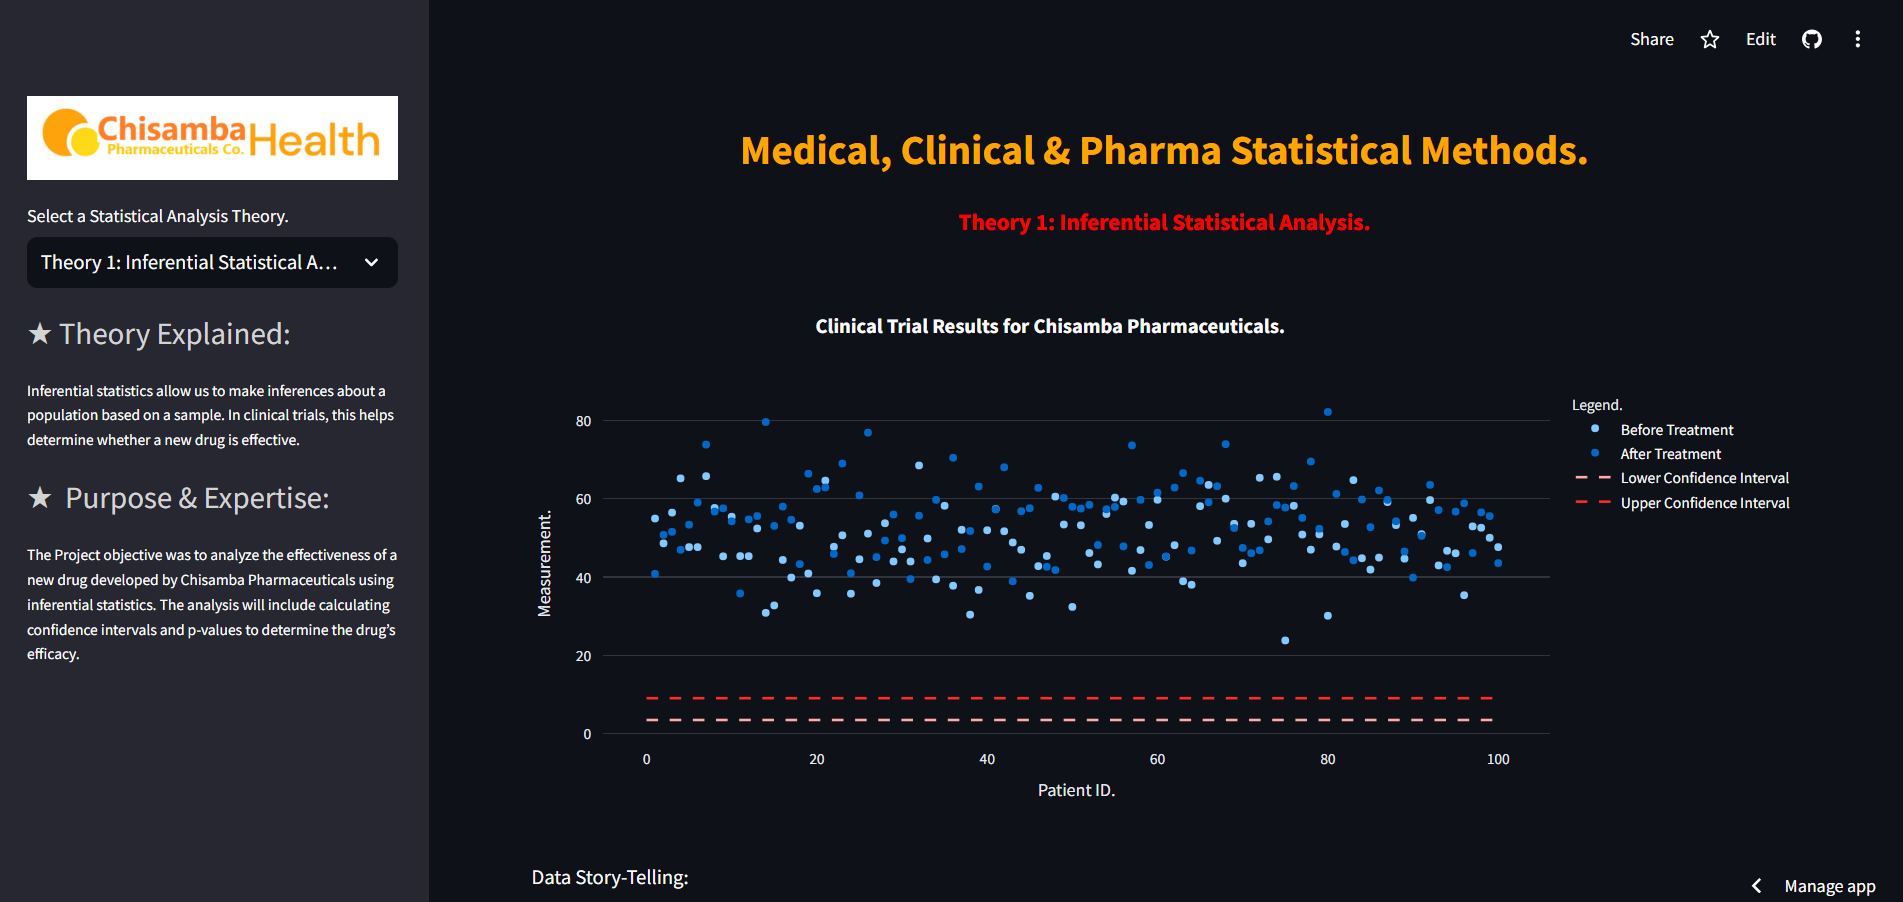 Share
Edit
Chisamba
Pharmaceuticals Co.
Health
Select a Statistical Analysis Theory.
Theory 1: Inferential Statistical A...
★ Theory Explained:
Inferential statistics allow us to make inferences about a
population based on a sample. In clinical trials, this helps
determine whether a new drug is effective.
★ Purpose & Expertise:
The Project objective was to analyze the effectiveness of a
new drug developed by Chisamba Pharmaceuticals using
inferential statistics. The analysis will include calculating
confidence intervals and p-values to determine the drug’s
efficacy.
Medical, Clinical & Pharma Statistical Methods.
Theory 1: Inferential Statistical Analysis.
Clinical Trial Results for Chisamba Pharmaceuticals.
Measurement.
80
60
40
20
0
0 20 40 60 80 100
Patient ID.
Legend.
Before Treatment
After Treatment
Lower Confidence Interval
Upper Confidence Interval
Data Story-Telling:
Manage app